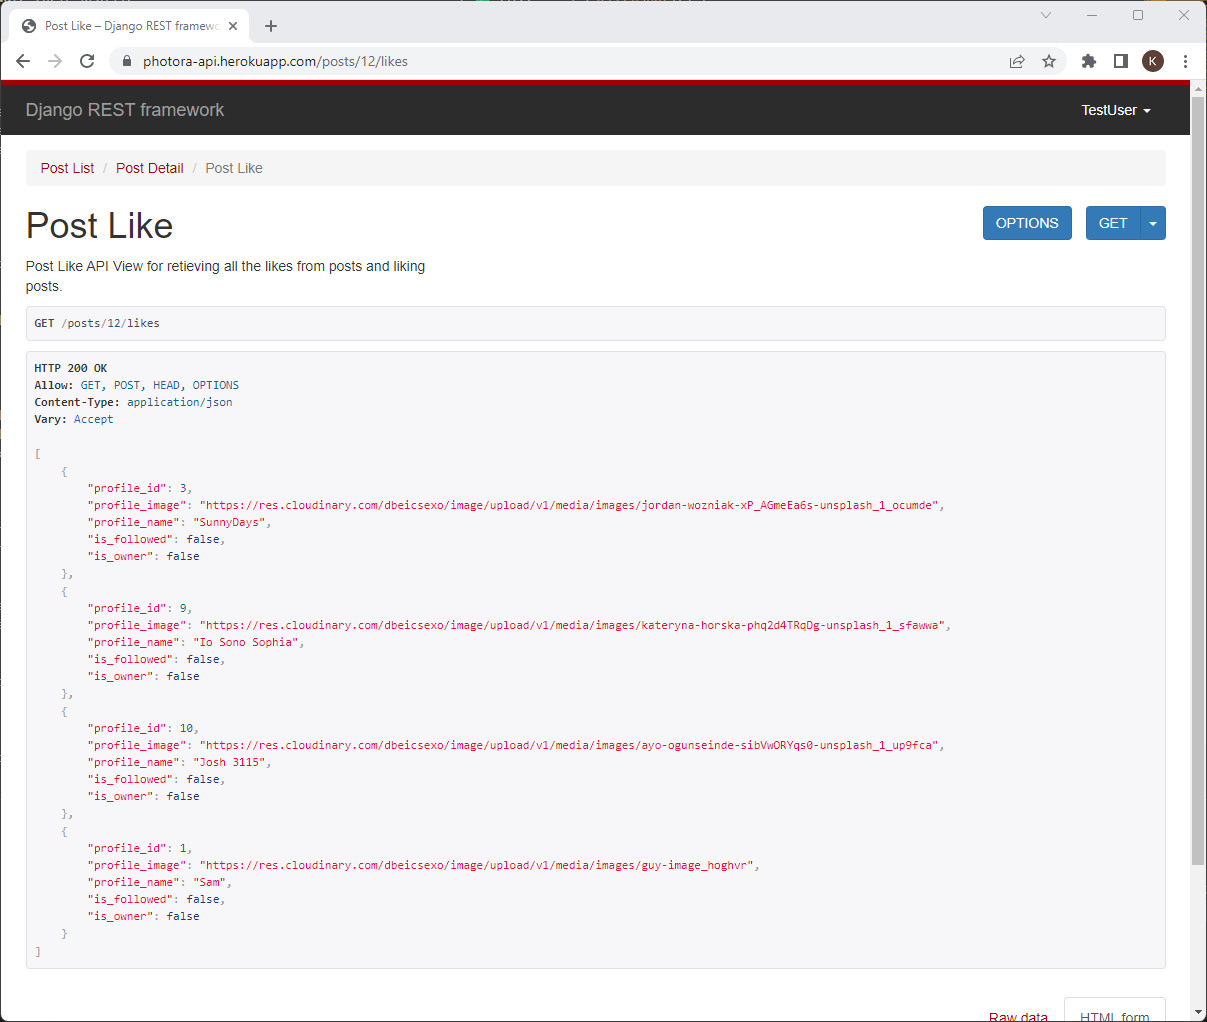 Post Like – Django REST framewo
photora-api.herokuapp.com/posts/12/likes
K
Django REST framework
TestUser
Post List / Post Detail / Post Like
Post Like
OPTIONS
GET
Post Like API View for retieving all the likes from posts and liking
posts.
GET /posts/12/likes
HTTP 200 OK
Allow: GET, POST, HEAD, OPTIONS
Content-Type: application/json
Vary: Accept
[
    {
        "profile_id": 3,
        "profile_image": "https://res.cloudinary.com/dbeicsexo/image/upload/v1/media/images/jordan-wozniak-xP_AGmeEa6s-unsplash_1_ocumde",
        "profile_name": "SunnyDays",
        "is_followed": false,
        "is_owner": false
    },
    {
        "profile_id": 9,
        "profile_image": "https://res.cloudinary.com/dbeicsexo/image/upload/v1/media/images/kateryna-horska-phq2d4TRqDg-unsplash_1_sfawwa",
        "profile_name": "Io Sono Sophia",
        "is_followed": false,
        "is_owner": false
    },
    {
        "profile_id": 10,
        "profile_image": "https://res.cloudinary.com/dbeicsexo/image/upload/v1/media/images/ayo-ogunseinde-sibVwORYqs0-unsplash_1_up9fca",
        "profile_name": "Josh 3115",
        "is_followed": false,
        "is_owner": false
    },
    {
        "profile_id": 1,
        "profile_image": "https://res.cloudinary.com/dbeicsexo/image/upload/v1/media/images/guy-image_hoghvr",
        "profile_name": "Sam",
        "is_followed": false,
        "is_owner": false
    }
]
Raw data
HTML form